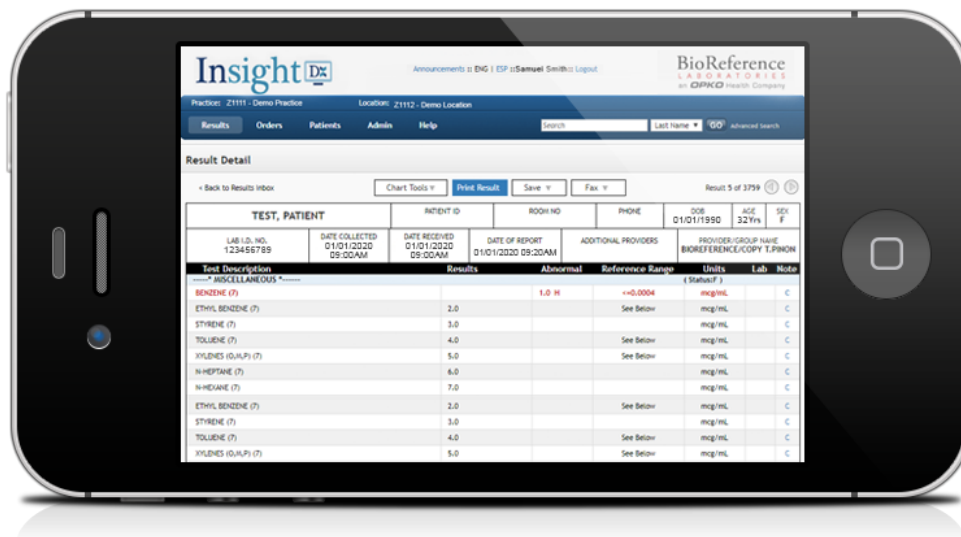 Insight Dx
Announcements :: ENG | ESP ::Samuel Smith:: Logout
BioReference
LABORATORIES
an OPKO Health Company
Practice: Z1111 - Demo Practice Location: Z1112 - Demo Location
Results Orders Patients Admin Help Search Last Name ▼ GO Advanced Search
Result Detail
« Back to Results Inbox Chart Tools ▼ Print Result Save ▼ Fax ▼ Result 5 of 3759
TEST, PATIENT PATIENT ID ROOM NO PHONE DOB AGE SEX
01/01/1990 32Yrs F
LAB I.D. NO. DATE COLLECTED DATE RECEIVED DATE OF REPORT ADDITIONAL PROVIDERS PROVIDER/GROUP NAME
123456789 01/01/2020 01/01/2020 01/01/2020 09:20AM BIOREFERENCE/COPY T.PINON
09:00AM 09:00AM
Test Description Results Abnormal Reference Range Units Lab Note
-----* MISCELLANEOUS *----- ( Status:F )
BENZENE (7) 1.0 H <=0.0004 mcg/mL C
ETHYL BENZENE (7) 2.0 See Below mcg/mL C
STYRENE (7) 3.0 mcg/mL C
TOLUENE (7) 4.0 See Below mcg/mL C
XYLENES (O,M,P) (7) 5.0 See Below mcg/mL C
N-HEPTANE (7) 6.0 mcg/mL C
N-HEXANE (7) 7.0 mcg/mL C
ETHYL BENZENE (7) 2.0 See Below mcg/mL C
STYRENE (7) 3.0 mcg/mL C
TOLUENE (7) 4.0 See Below mcg/mL C
XYLENES (O,M,P) (7) 5.0 See Below mcg/mL C